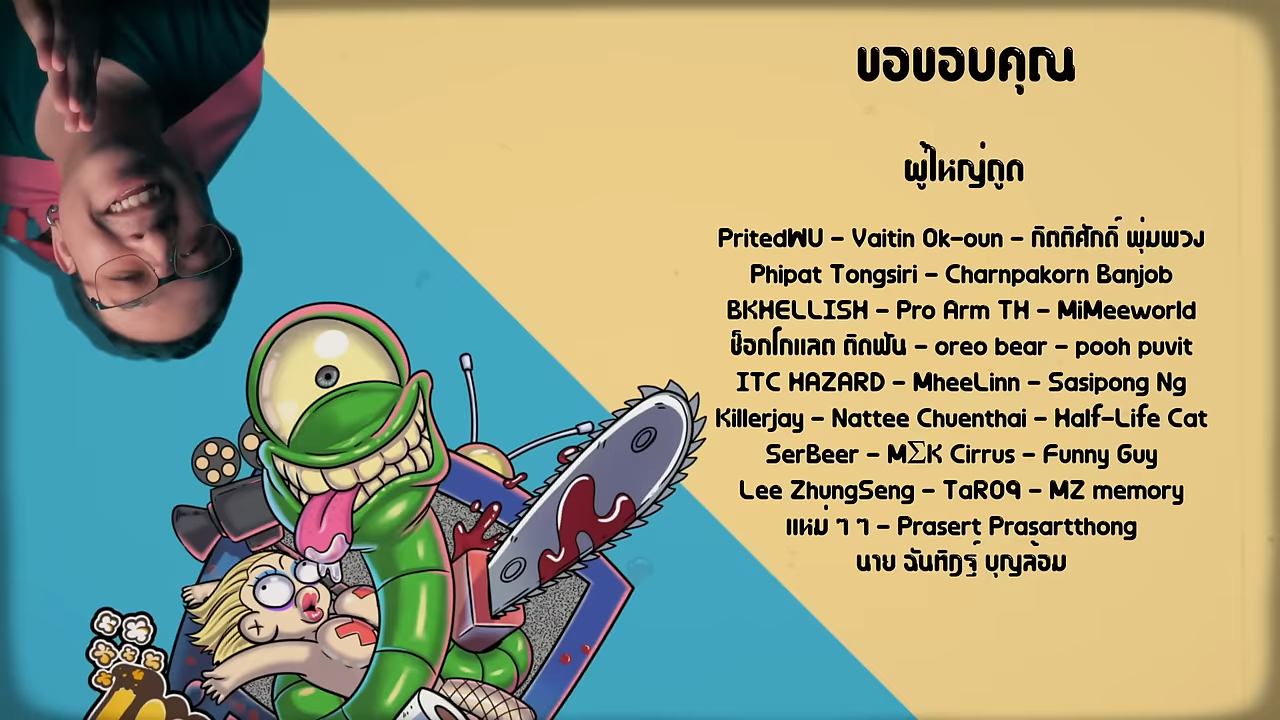 ขอขอบคุณ
ผู้ใหญ่ถูด
PritedWU - Vaitin Ok-oun - กิตติศักดิ์ พุ่มพวง
Phipat Tongsiri - Charnpakorn Banjob
BKHELLISH - Pro Arm TH - MiMeeworld
ช็อกโกแลต ติดฟัน - oreo bear - pooh puvit
ITC HAZARD - MheeLinn - Sasipong Ng
Killerjay - Nattee Chuenthai - Half-Life Cat
SerBeer - MΣK Cirrus - Funny Guy
Lee ZhungSeng - TaRO9 - MZ memory
แหม่ ๆ ๆ - Prasert Prasartthong
นาย ฉันทิฏฐ์ บุญล้อม